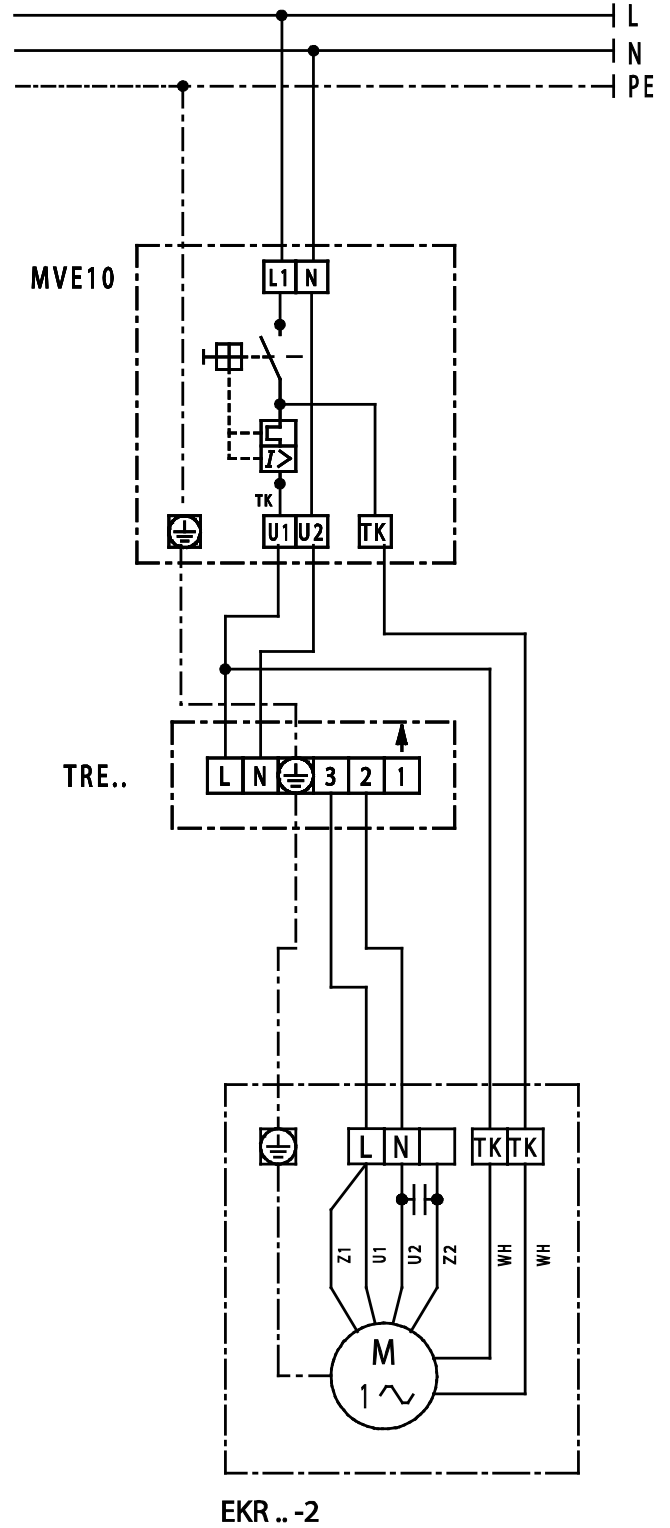 L
N
PE
MVE10
L1 N
I>
TK
U1 U2 TK
TRE..
L N 3 2 1
L N TK TK
Z1 U1 U2 Z2 WH WH
M
1
EKR .. -2